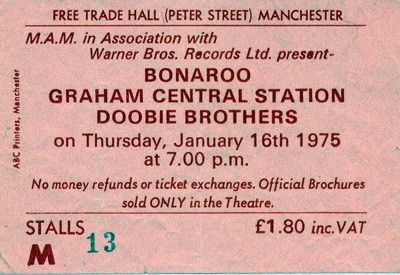 FREE TRADE HALL (PETER STREET) MANCHESTER
M.A.M. in Association with
Warner Bros. Records Ltd. present-
BONAROO
GRAHAM CENTRAL STATION
DOOBIE BROTHERS
on Thursday, January 16th 1975
at 7.00 p.m.
No money refunds or ticket exchanges. Official Brochures
sold ONLY in the Theatre.
STALLS £1.80 inc. VAT
M 13
ABC Printers, Manchester